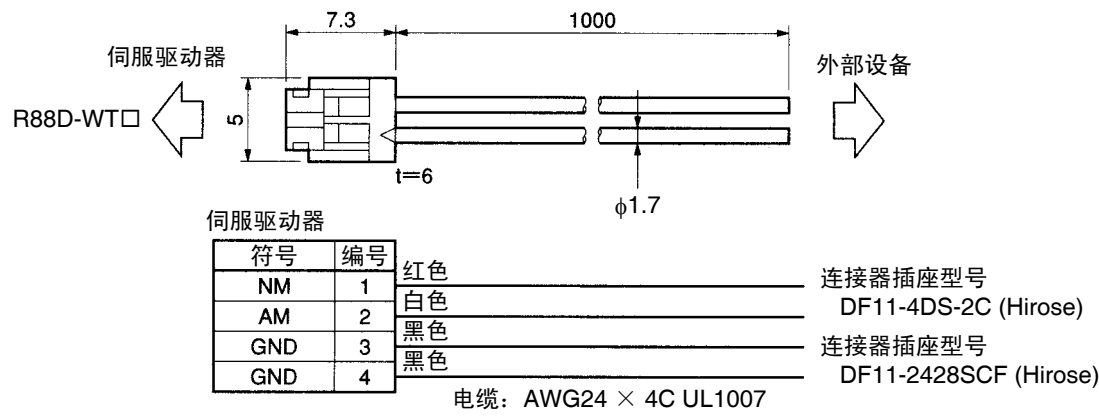 7.3
1000
伺服驱动器
外部设备
R88D-WT□
5
t=6
φ1.7
伺服驱动器
符号 编号
NM 1 红色
AM 2 白色
GND 3 黑色
GND 4 黑色
连接器插座型号
DF11-4DS-2C (Hirose)
连接器插座型号
DF11-2428SCF (Hirose)
电缆：AWG24 × 4C UL1007